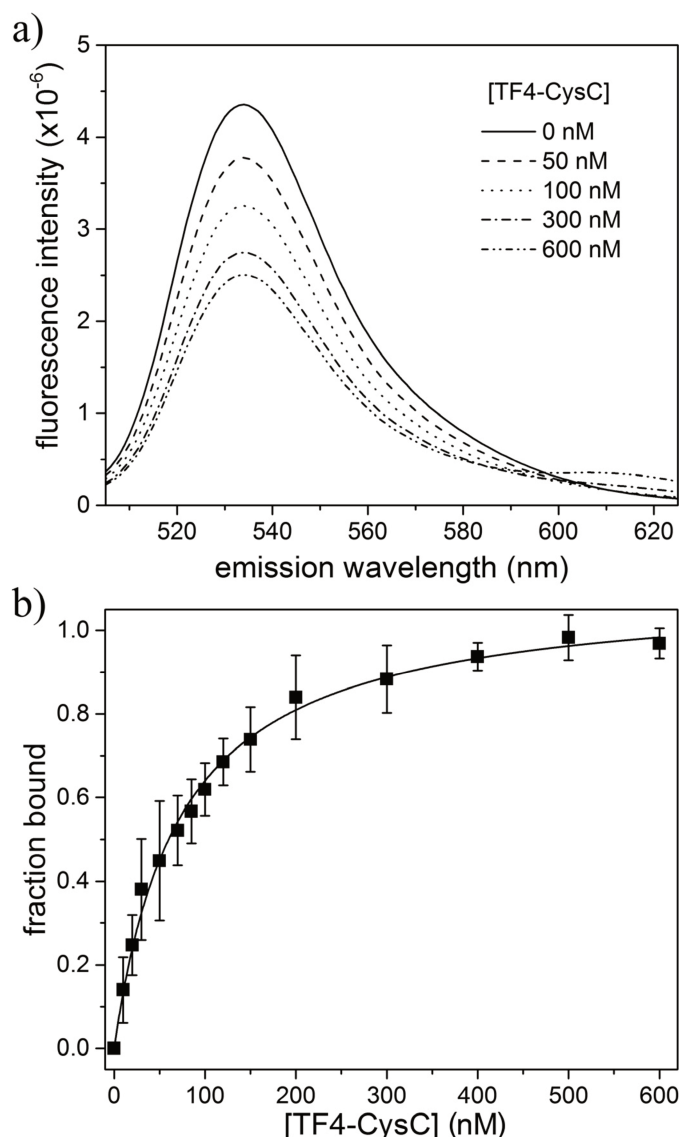 a)
5
4
3
2
1
0
fluorescence intensity (x10⁻⁶)
[TF4-CysC]
0 nM
50 nM
100 nM
300 nM
600 nM
520 540 560 580 600 620
emission wavelength (nm)
b)
1.0
0.8
0.6
0.4
0.2
0.0
fraction bound
0 100 200 300 400 500 600
[TF4-CysC] (nM)